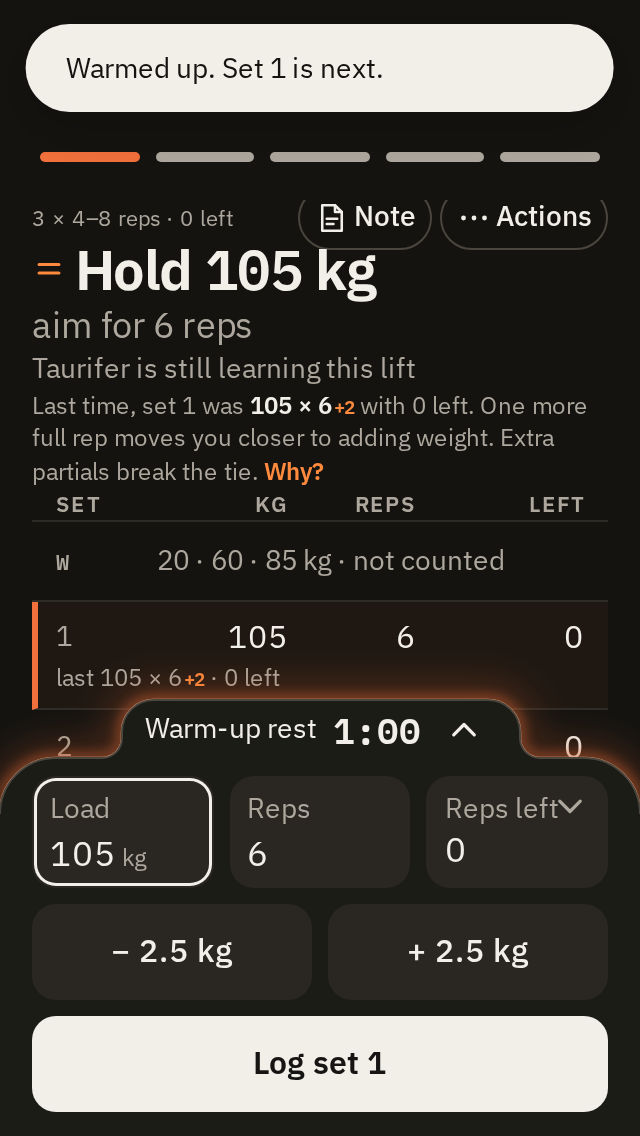 Warmed up. Set 1 is next.
3 × 4–8 reps · 0 left
Note
Actions
= Hold 105 kg
aim for 6 reps
Taurifer is still learning this lift
Last time, set 1 was 105 × 6+2 with 0 left. One more
full rep moves you closer to adding weight. Extra
partials break the tie. Why?
SET KG REPS LEFT
W 20 · 60 · 85 kg · not counted
1 105 6 0
last 105 × 6+2 · 0 left
2 0
Warm-up rest 1:00
Load Reps Reps left
105 kg 6 0
− 2.5 kg + 2.5 kg
Log set 1